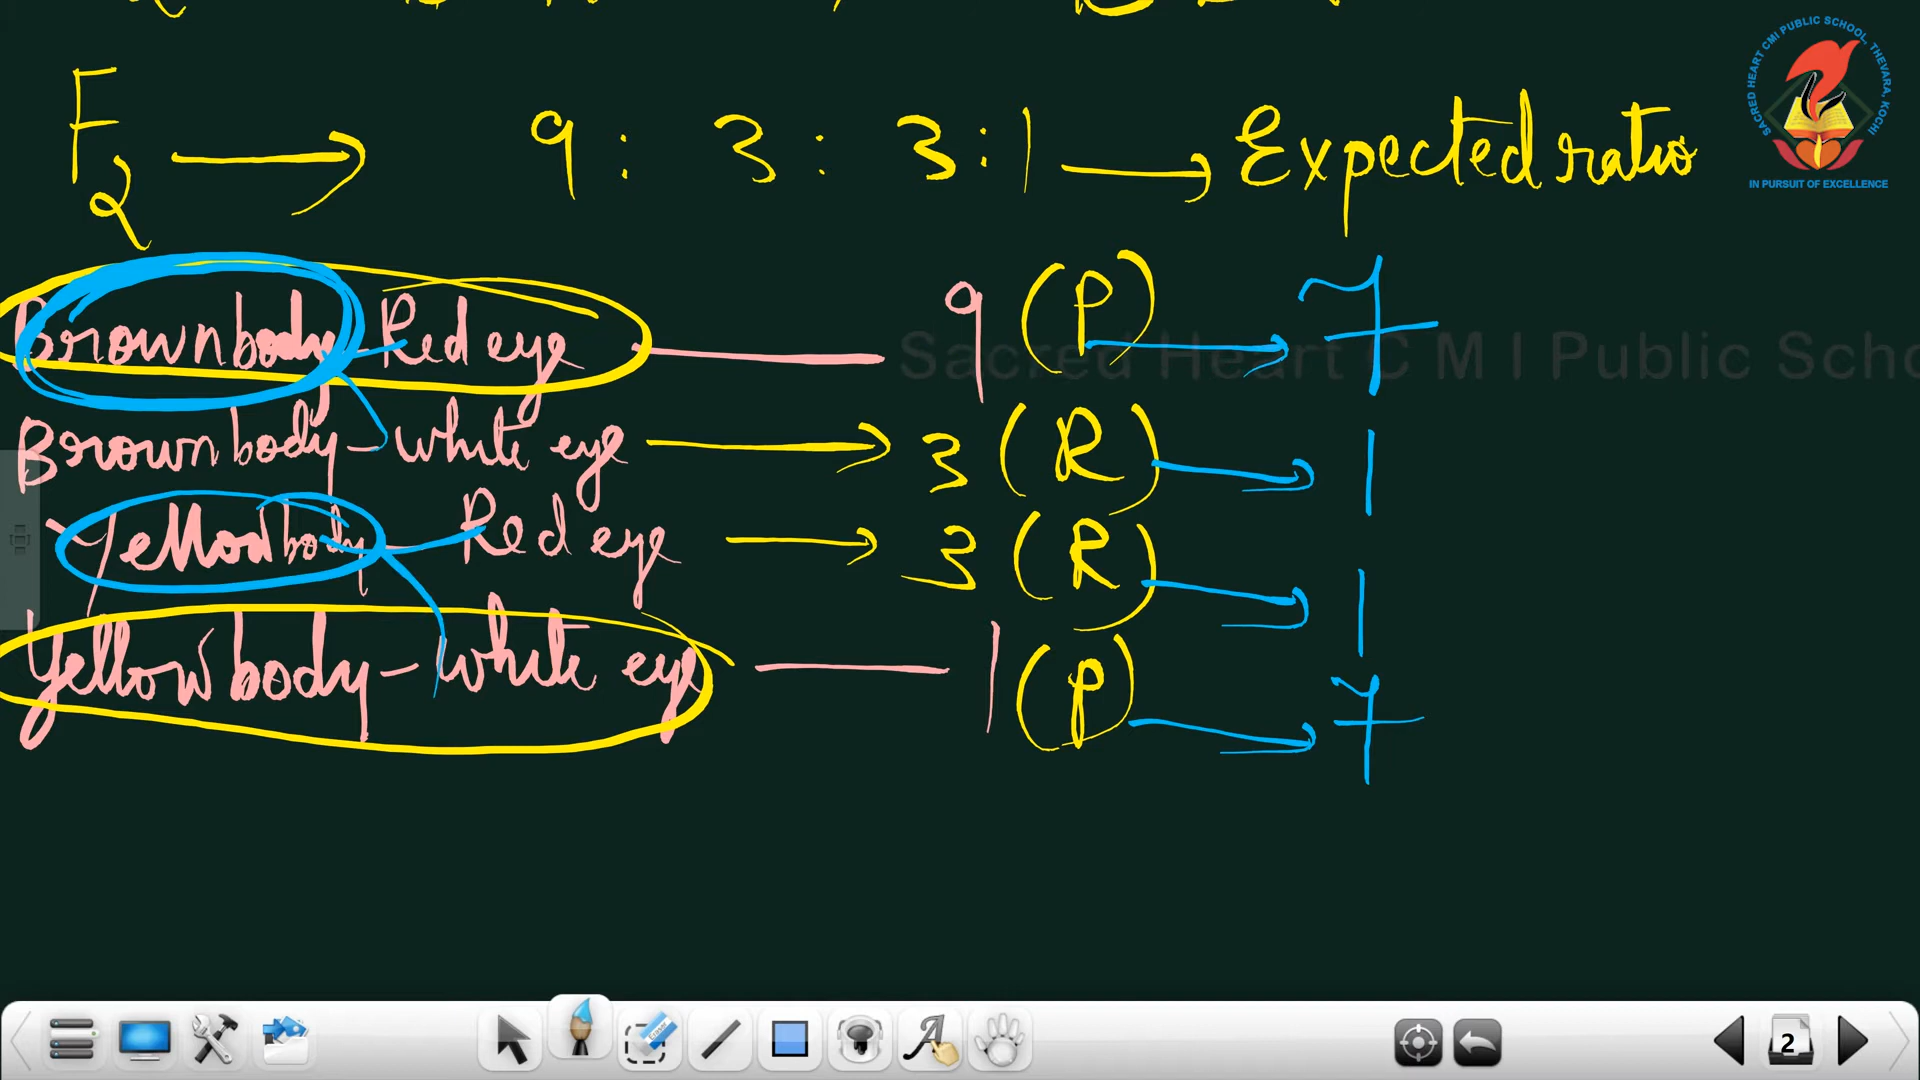 F2 → 9 : 3 : 3 : 1 → Expected ratio
SACRED HEART CMI PUBLIC SCHOOL, THEVARA, KOCHI
IN PURSUIT OF EXCELLENCE
Brown body - Red eye — 9 (P) → 7
Sacred Heart C M I Public Scho
Brown body - white eye → 3 (R) → 1
Yellow body - Red eye → 3 (R) → 1
Yellow body - white eye — 1 (P) → 7
2